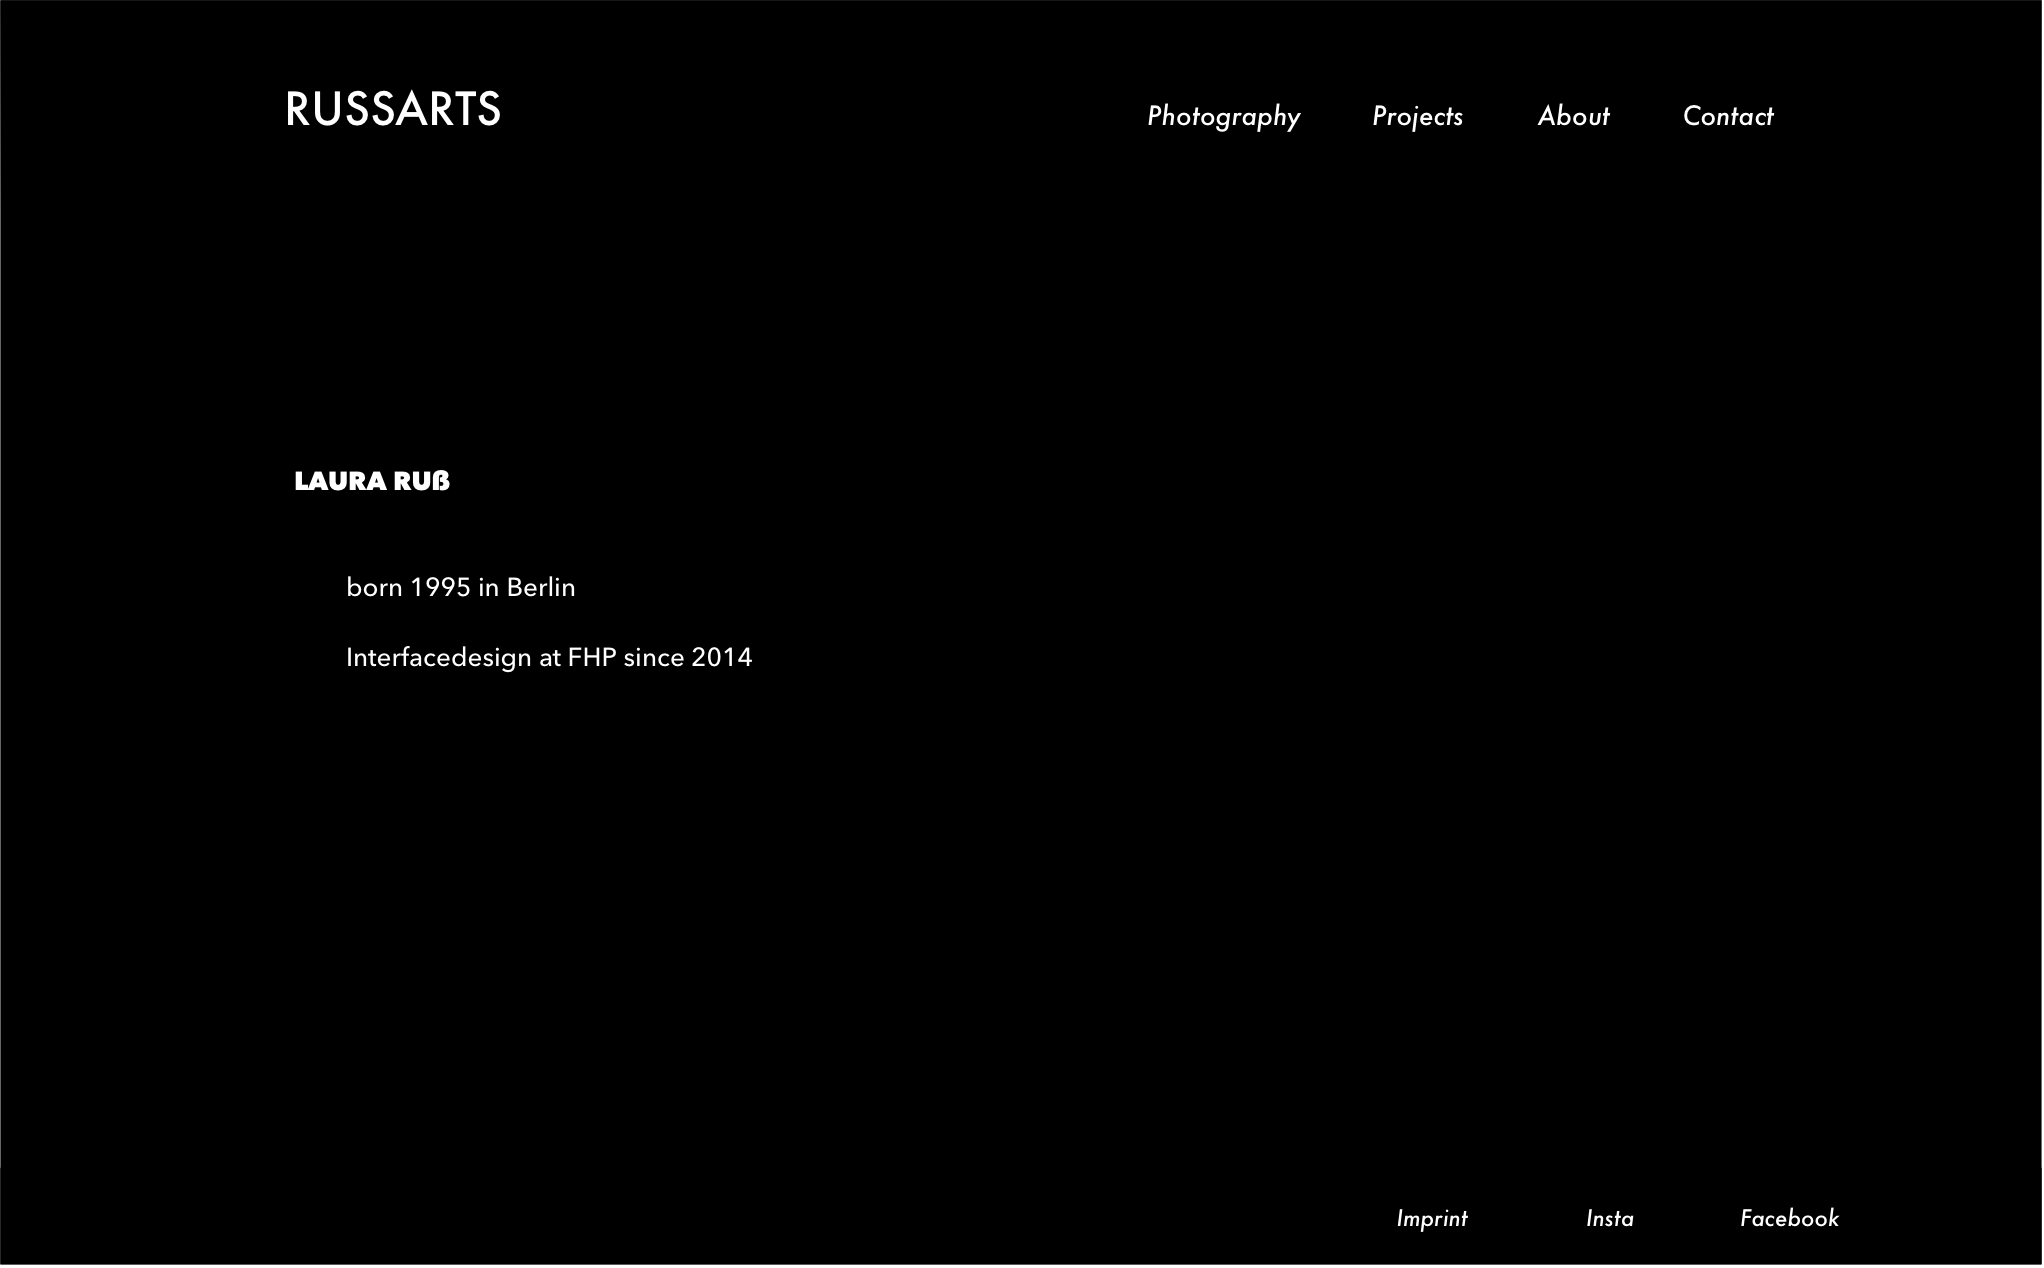 RUSSARTS
Photography Projects About Contact
LAURA RUß
born 1995 in Berlin
Interfacedesign at FHP since 2014
Imprint Insta Facebook